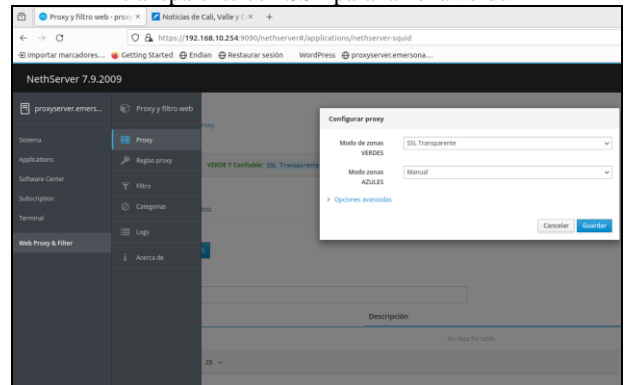 Proxy y filtro web - proxy ×
Noticias de Cali, Valle y C ×
https://192.168.10.254:9090/nethserver#/applications/nethserver-squid
Importar marcadores...
Getting Started
Endian
Restaurar sesión
WordPress
proxyserver.emersona...
NethServer 7.9.2009
proxyserver.emers...
Sistema
Applications
Software Center
Subscription
Terminal
Web Proxy & Filter
Proxy y filtro web
Proxy
Reglas proxy
Filtro
Categorias
Logs
Acerca de
VERDE Y Confiable: SSL Transparente
Configurar proxy
Modo de zonas VERDES
SSL Transparente
Modo zonas AZULES
Manual
Opciones avanzadas
Cancelar
Guardar
Descripción
No data for table
25